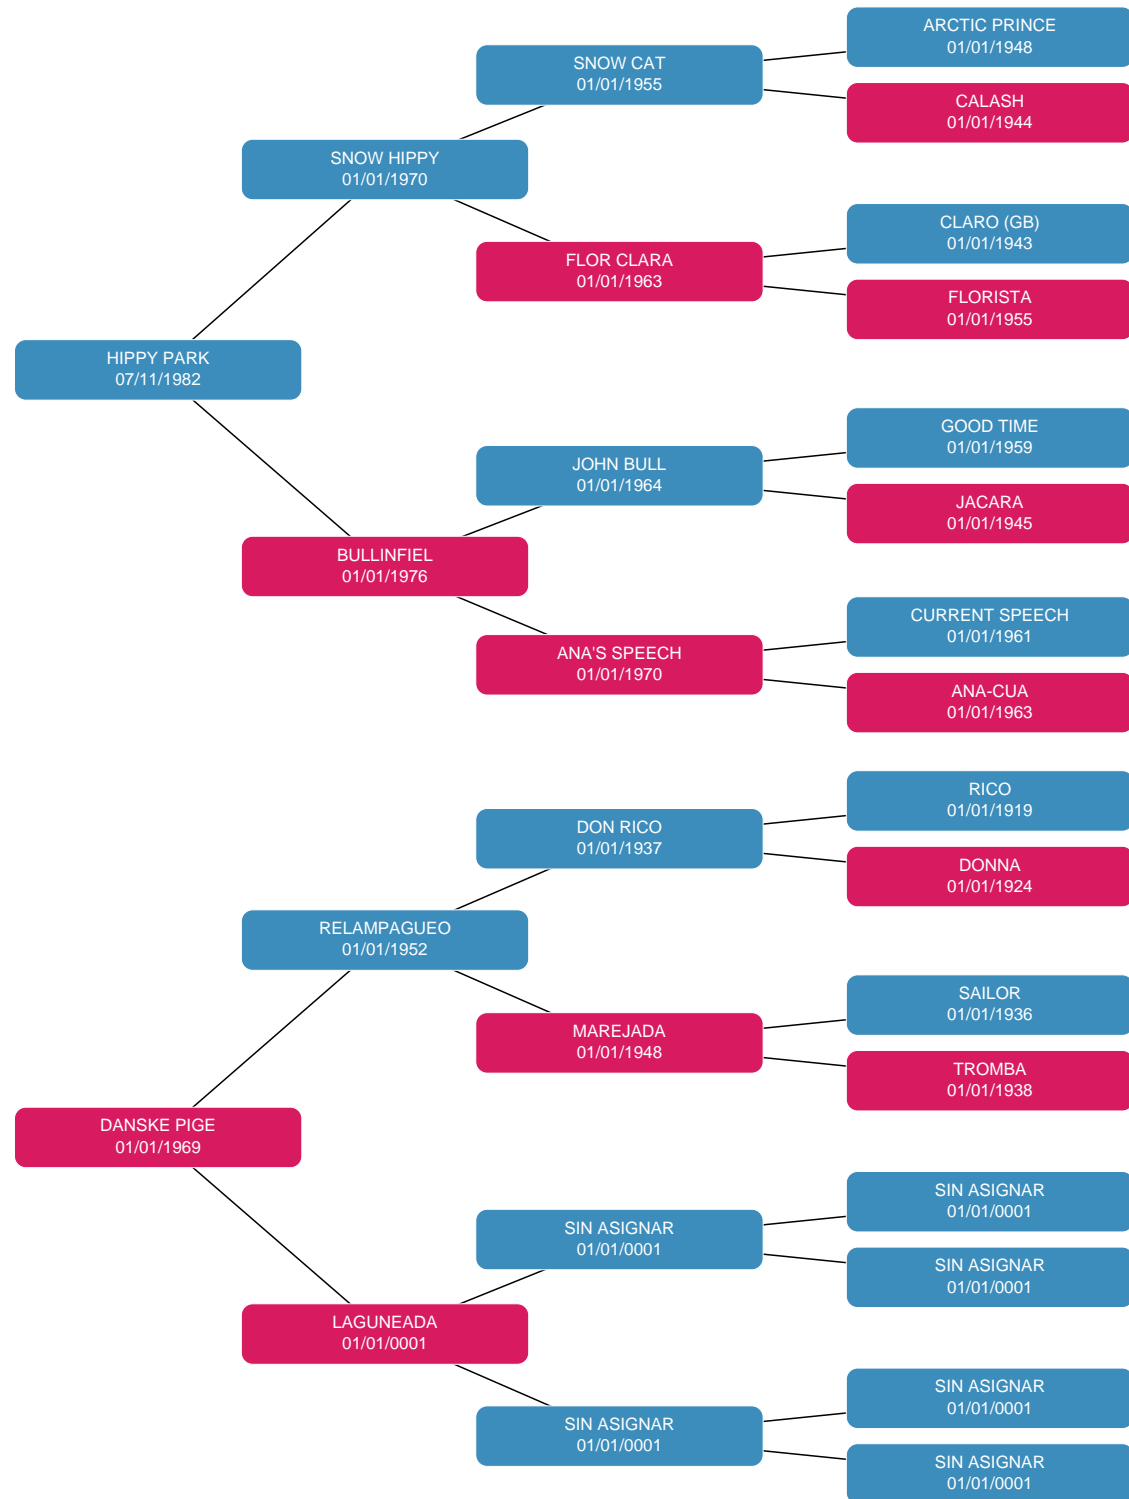 ARCTIC PRINCE
01/01/1948
SNOW CAT
01/01/1955
CALASH
01/01/1944
SNOW HIPPY
01/01/1970
CLARO (GB)
01/01/1943
FLOR CLARA
01/01/1963
FLORISTA
01/01/1955
HIPPY PARK
07/11/1982
GOOD TIME
01/01/1959
JOHN BULL
01/01/1964
JACARA
01/01/1945
BULLINFIEL
01/01/1976
CURRENT SPEECH
01/01/1961
ANA'S SPEECH
01/01/1970
ANA-CUA
01/01/1963
RICO
01/01/1919
DON RICO
01/01/1937
DONNA
01/01/1924
RELAMPAGUEO
01/01/1952
SAILOR
01/01/1936
MAREJADA
01/01/1948
TROMBA
01/01/1938
DANSKE PIGE
01/01/1969
SIN ASIGNAR
01/01/0001
SIN ASIGNAR
01/01/0001
SIN ASIGNAR
01/01/0001
LAGUNEADA
01/01/0001
SIN ASIGNAR
01/01/0001
SIN ASIGNAR
01/01/0001
SIN ASIGNAR
01/01/0001